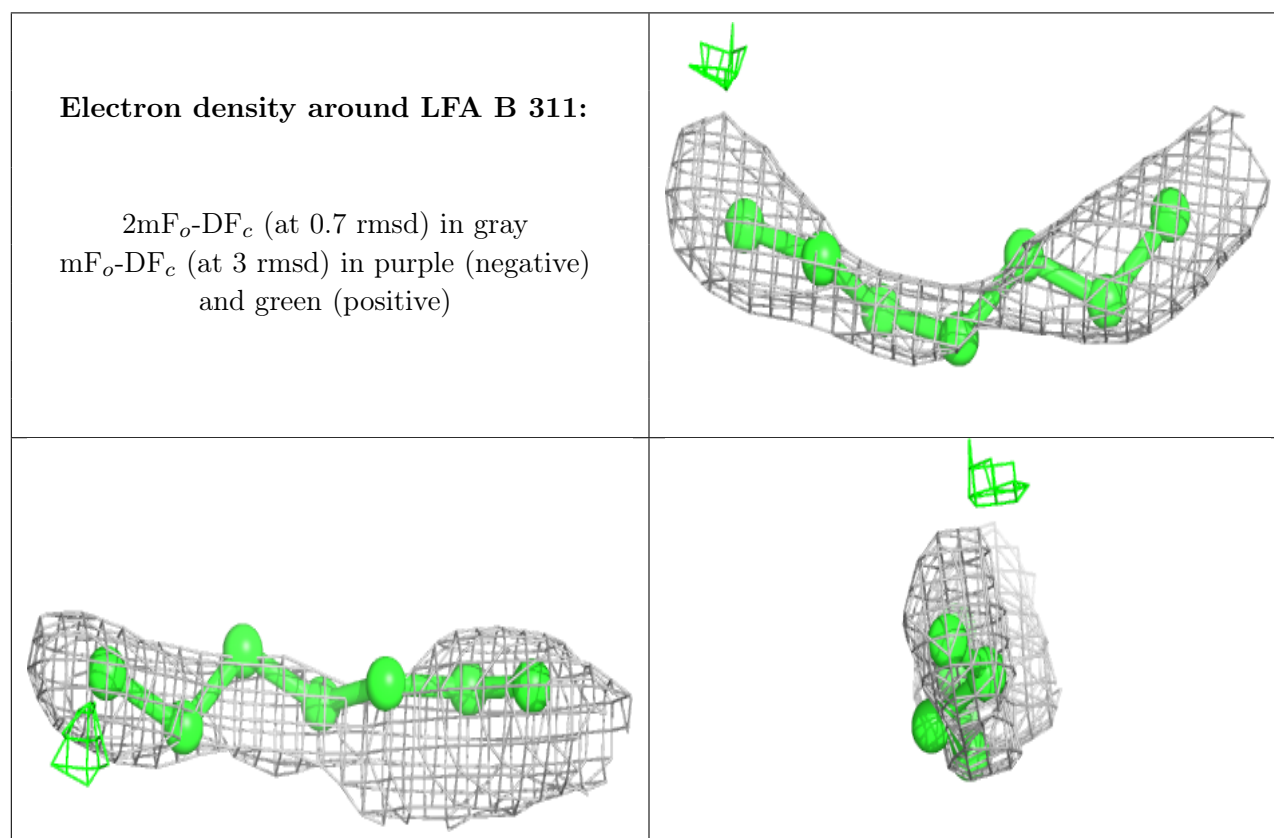 Electron density around LFA B 311:
2mFo-DFc (at 0.7 rmsd) in gray
mFo-DFc (at 3 rmsd) in purple (negative)
and green (positive)